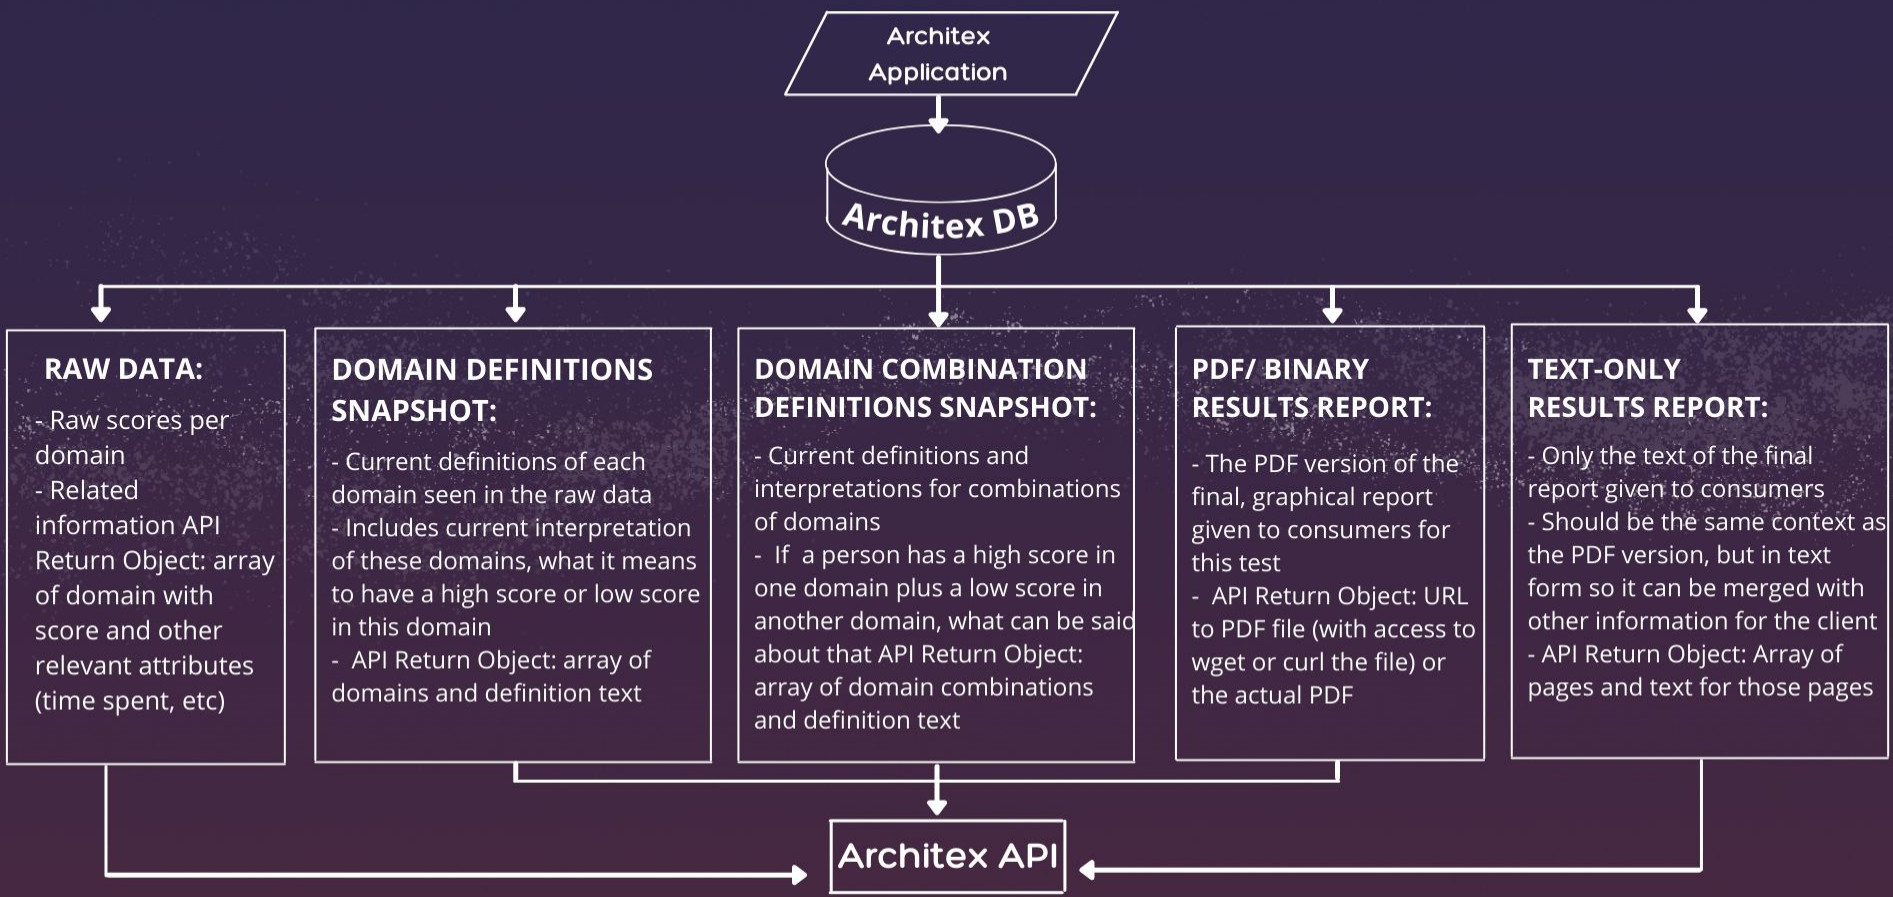 Architex
Application
Architex DB
RAW DATA:
- Raw scores per
domain
- Related
information API
Return Object: array
of domain with
score and other
relevant attributes
(time spent, etc)
DOMAIN DEFINITIONS
SNAPSHOT:
- Current definitions of each
domain seen in the raw data
- Includes current interpretation
of these domains, what it means
to have a high score or low score
in this domain
- API Return Object: array of
domains and definition text
DOMAIN COMBINATION
DEFINITIONS SNAPSHOT:
- Current definitions and
interpretations for combinations
of domains
- If a person has a high score in
one domain plus a low score in
another domain, what can be said
about that API Return Object:
array of domain combinations
and definition text
PDF/ BINARY
RESULTS REPORT:
- The PDF version of the
final, graphical report
given to consumers for
this test
- API Return Object: URL
to PDF file (with access to
wget or curl the file) or
the actual PDF
TEXT-ONLY
RESULTS REPORT:
- Only the text of the final
report given to consumers
- Should be the same context as
the PDF version, but in text
form so it can be merged with
other information for the client
- API Return Object: Array of
pages and text for those pages
Architex API